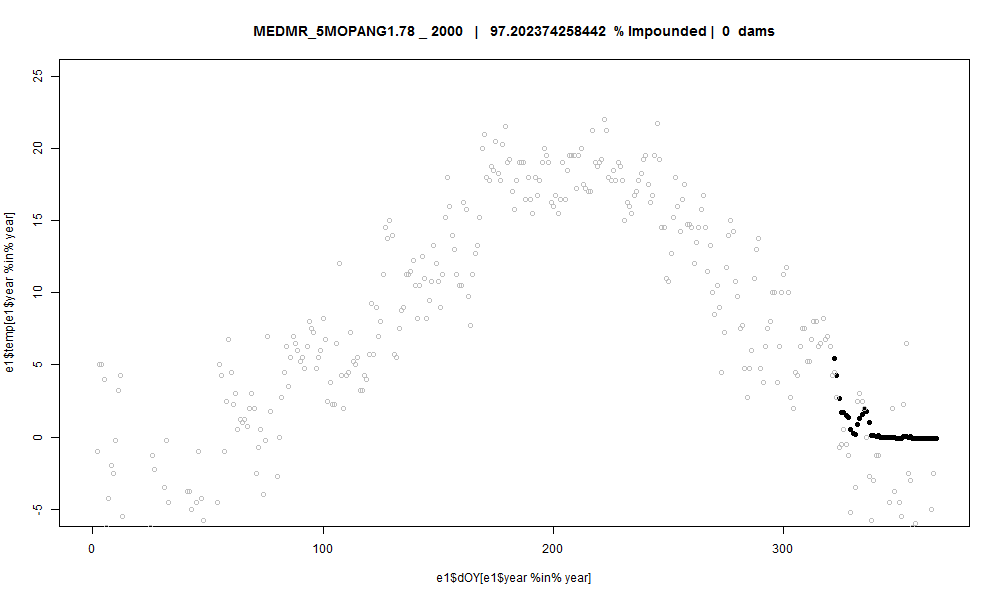 MEDMR_5MOPANG1.78 _ 2000 | 97.202374258442 % Impounded | 0 dams
25
20
15
10
5
0
-5
e1$temp[e1$year %in% year]
0 100 200 300
e1$dOY[e1$year %in% year]